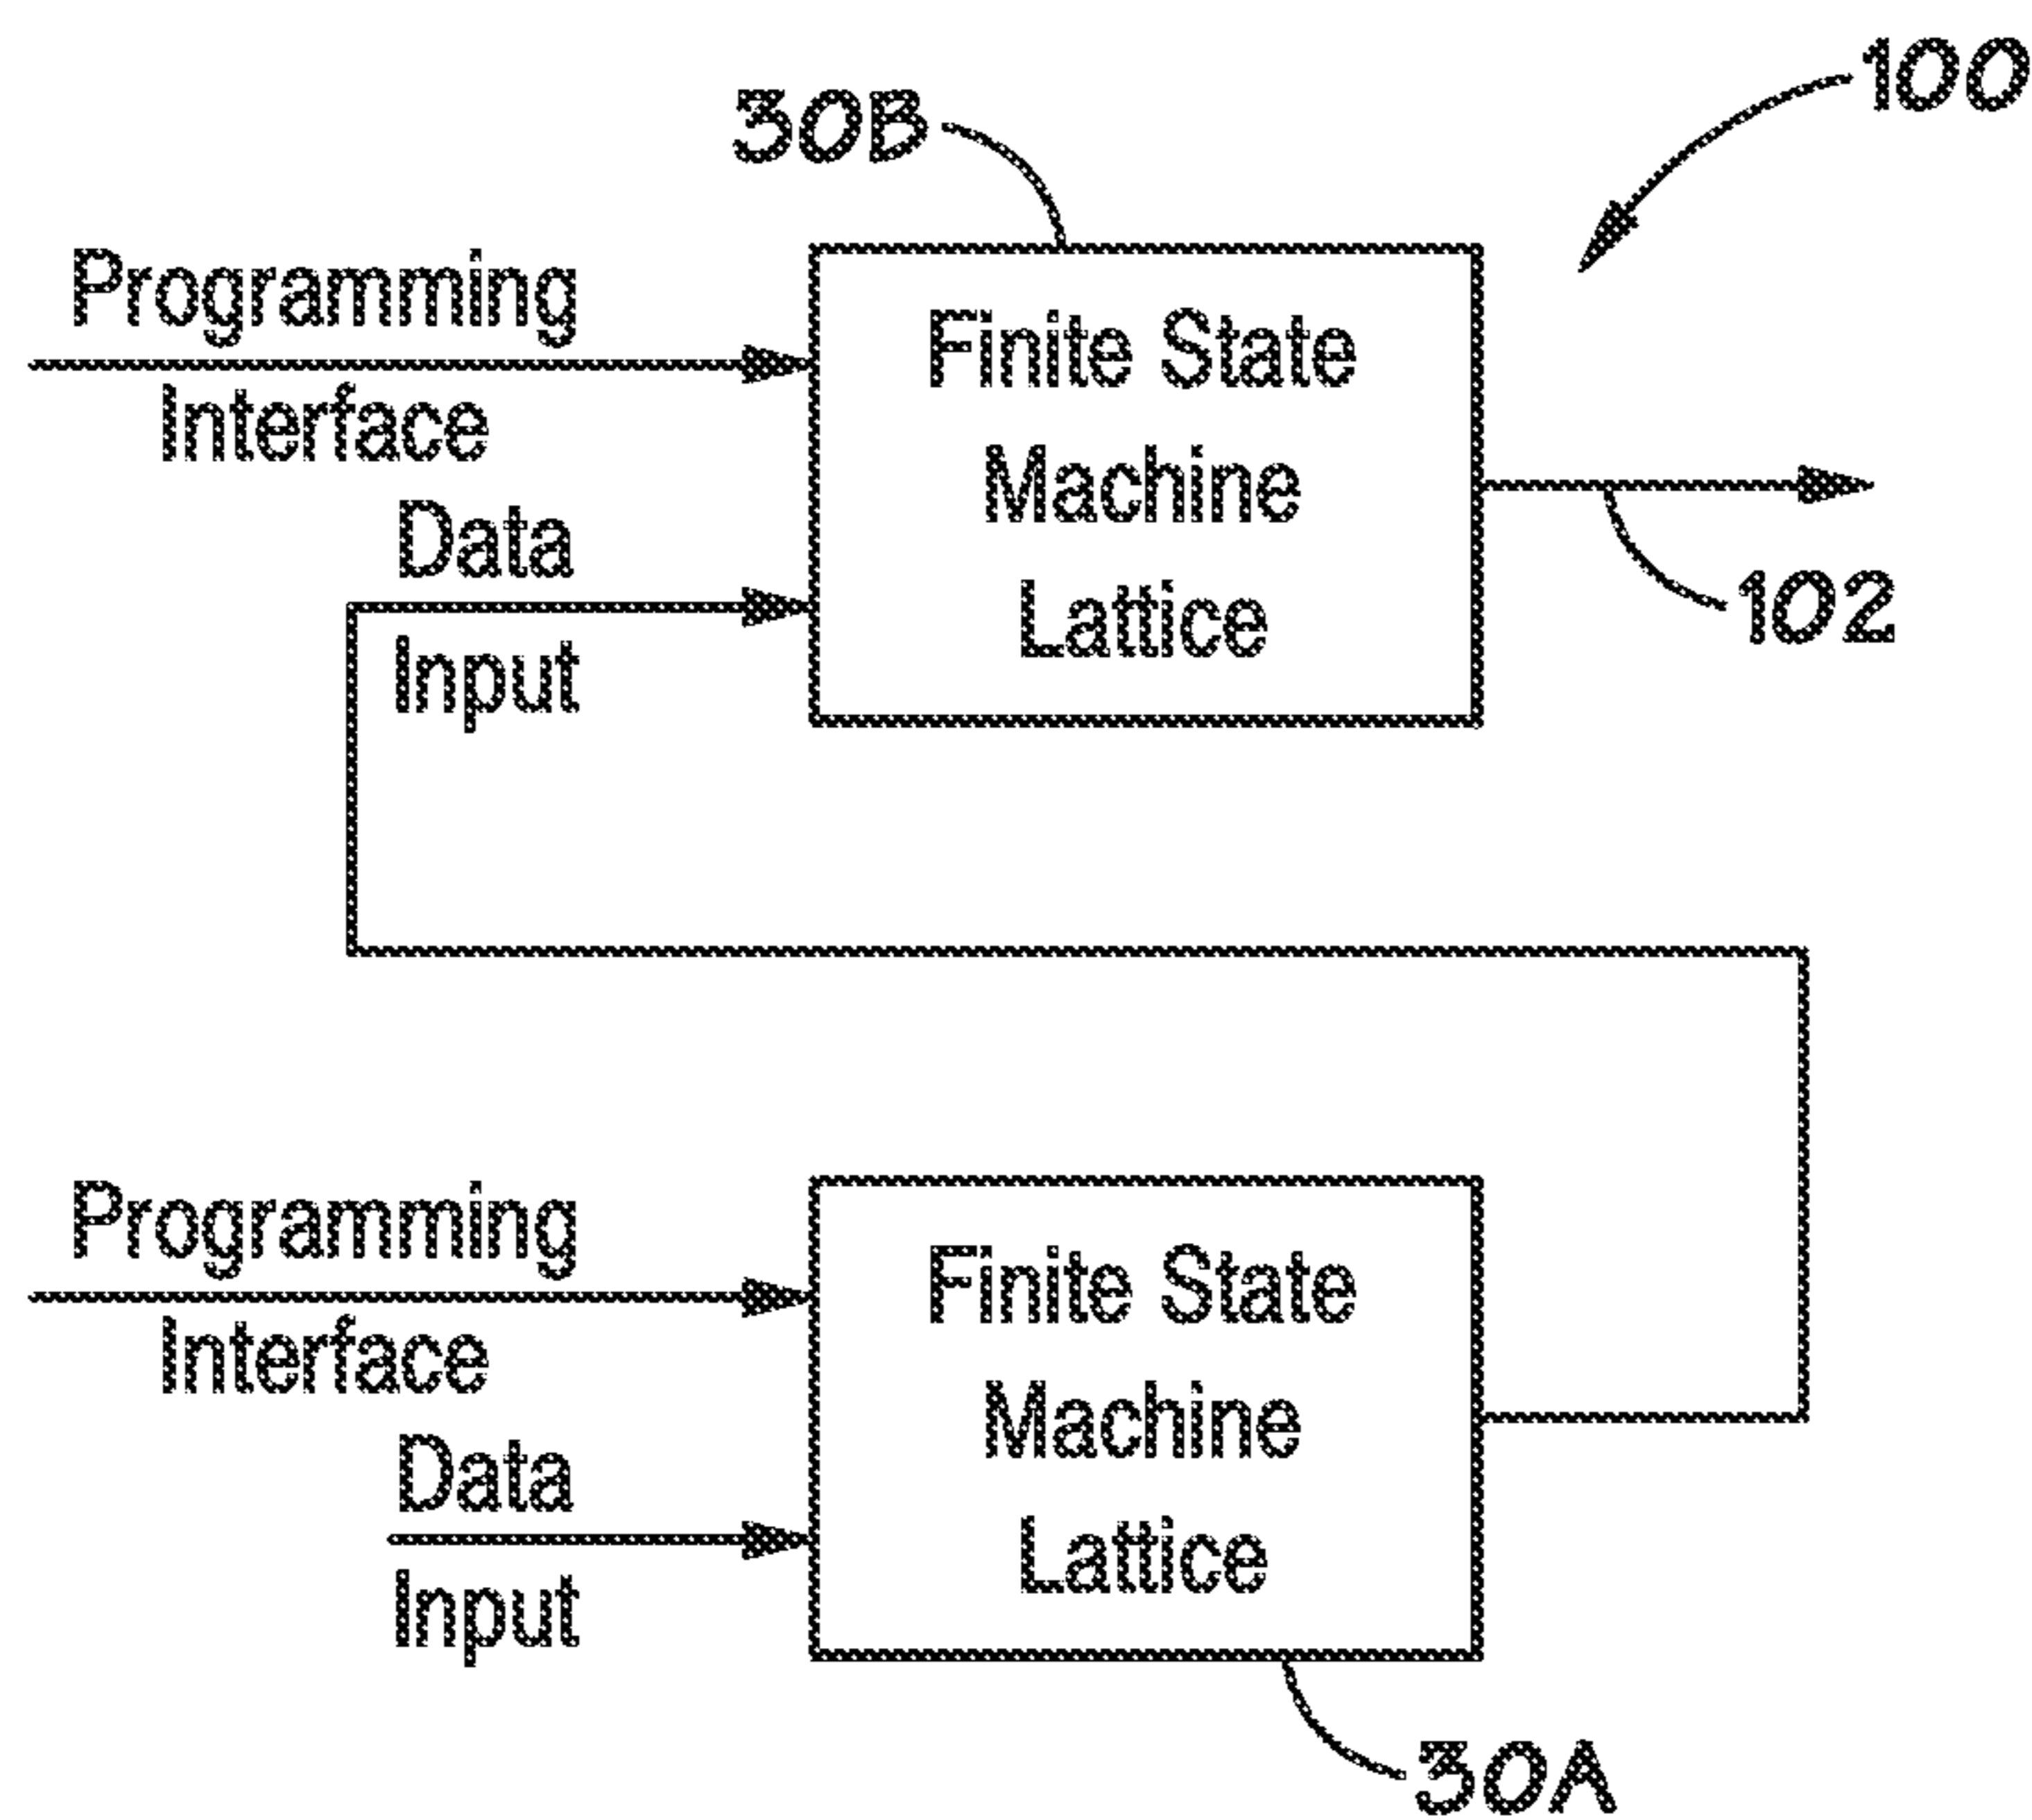 100
30B
Programming
Interface
Data
Input
Finite State
Machine
Lattice
102
Programming
Interface
Data
Input
Finite State
Machine
Lattice
30A